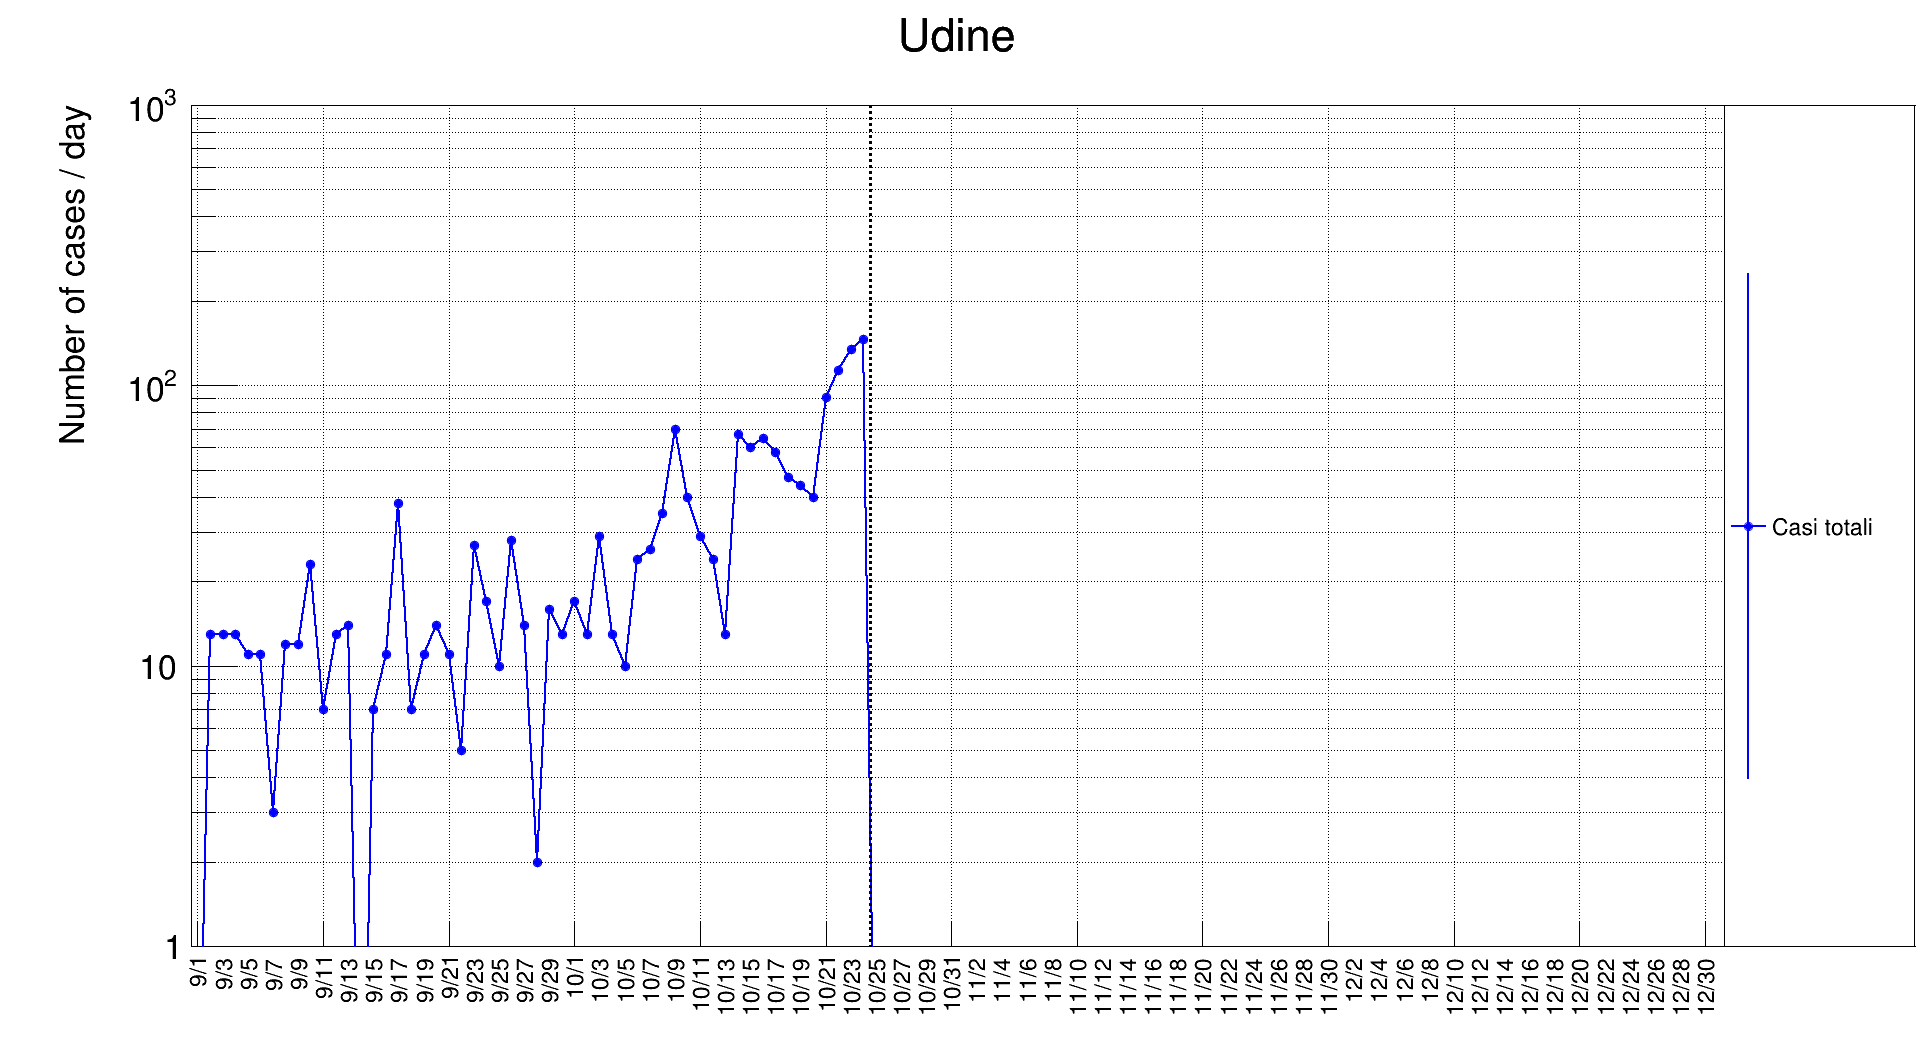 Udine
Number of cases / day
10³
10²
10
1
9/1 9/3 9/5 9/7 9/9 9/11 9/13 9/15 9/17 9/19 9/21 9/23 9/25 9/27 9/29 10/1 10/3 10/5 10/7 10/9 10/11 10/13 10/15 10/17 10/19 10/21 10/23 10/25 10/27 10/29 10/31 11/2 11/4 11/6 11/8 11/10 11/12 11/14 11/16 11/18 11/20 11/22 11/24 11/26 11/28 11/30 12/2 12/4 12/6 12/8 12/10 12/12 12/14 12/16 12/18 12/20 12/22 12/24 12/26 12/28 12/30
Casi totali